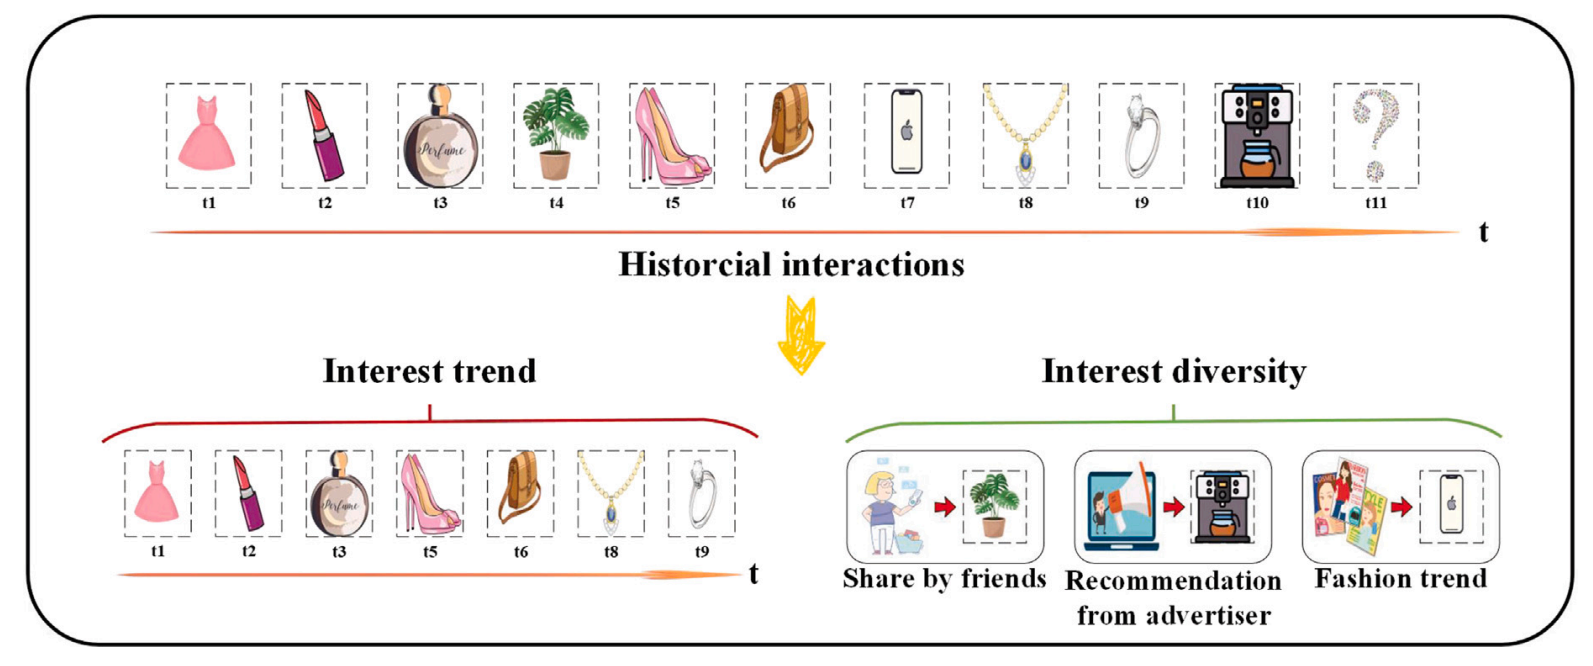 Perfume
t1 t2 t3 t4 t5 t6 t7 t8 t9 t10 t11
t
Historcial interactions
Interest trend
Interest diversity
Perfume
t1 t2 t3 t5 t6 t8 t9
t
Share by friends
Recommendation
from advertiser
Fashion trend